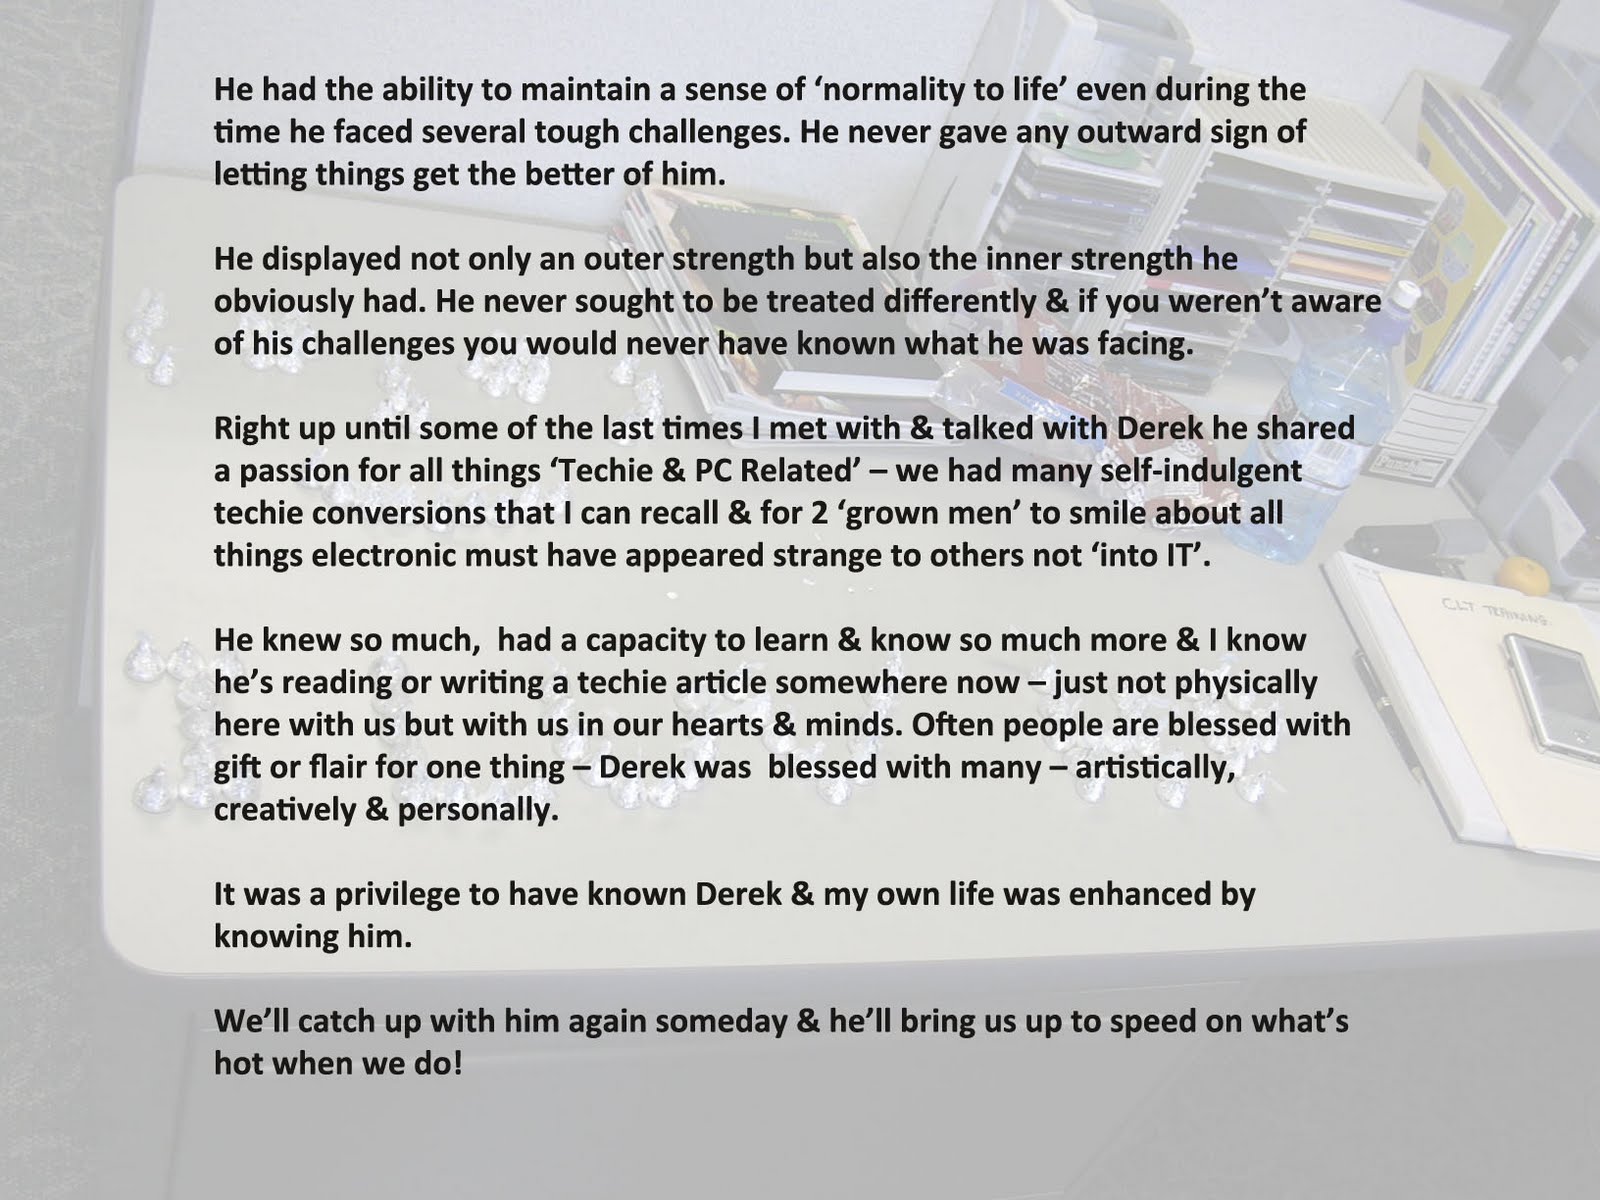 He had the ability to maintain a sense of ‘normality to life’ even during the
time he faced several tough challenges. He never gave any outward sign of
letting things get the better of him.
He displayed not only an outer strength but also the inner strength he
obviously had. He never sought to be treated differently & if you weren’t aware
of his challenges you would never have known what he was facing.
Right up until some of the last times I met with & talked with Derek he shared
a passion for all things ‘Techie & PC Related’ – we had many self-indulgent
techie conversions that I can recall & for 2 ‘grown men’ to smile about all
things electronic must have appeared strange to others not ‘into IT’.
He knew so much,  had a capacity to learn & know so much more & I know
he’s reading or writing a techie article somewhere now – just not physically
here with us but with us in our hearts & minds. Often people are blessed with
gift or flair for one thing – Derek was  blessed with many – artistically,
creatively & personally.
It was a privilege to have known Derek & my own life was enhanced by
knowing him.
We’ll catch up with him again someday & he’ll bring us up to speed on what’s
hot when we do!